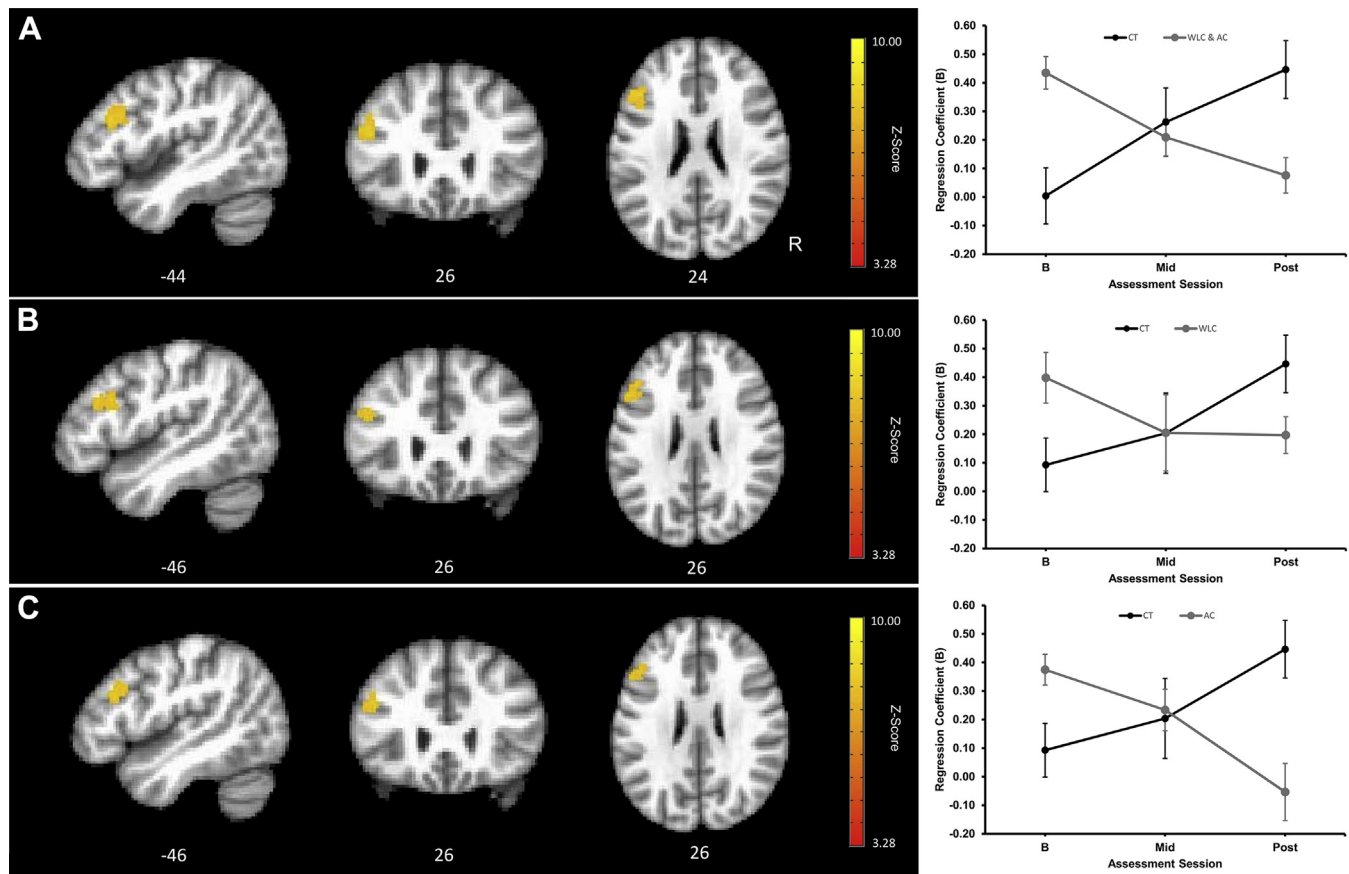 A
10.00
Z-Score
3.28
R
-44
26
24
CT
WLC & AC
Regression Coefficient (B)
0.60
0.50
0.40
0.30
0.20
0.10
0.00
-0.10
-0.20
B
Mid
Post
Assessment Session
B
10.00
Z-Score
3.28
-46
26
26
CT
WLC
Regression Coefficient (B)
0.60
0.50
0.40
0.30
0.20
0.10
0.00
-0.10
-0.20
B
Mid
Post
Assessment Session
C
10.00
Z-Score
3.28
-46
26
26
CT
AC
Regression Coefficient (B)
0.60
0.50
0.40
0.30
0.20
0.10
0.00
-0.10
-0.20
B
Mid
Post
Assessment Session